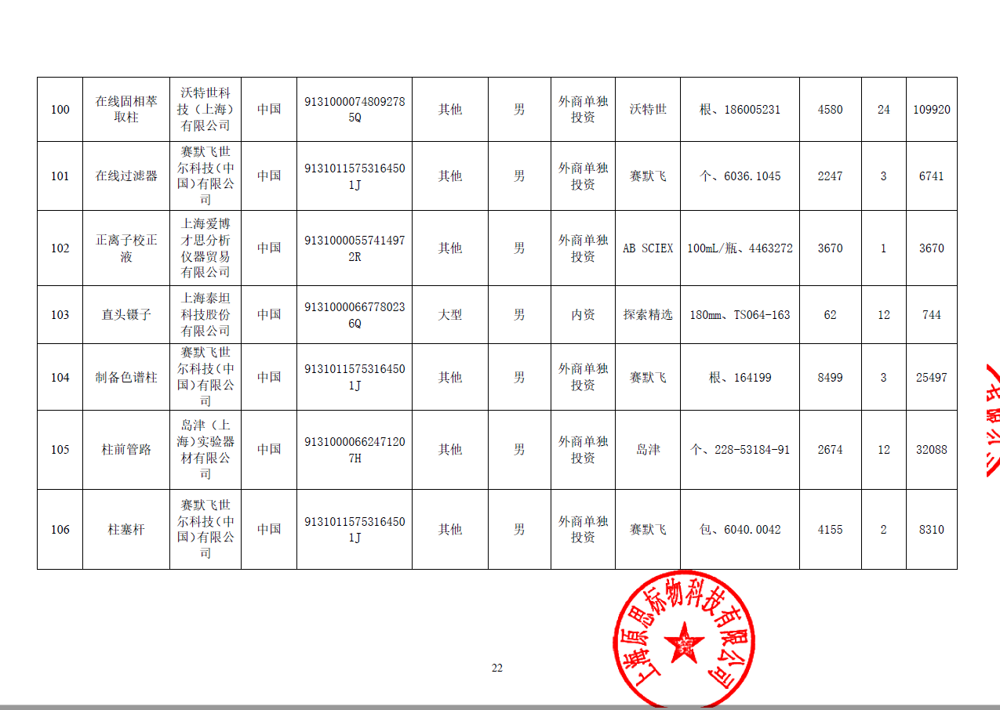 100 在线固相萃取柱 沃特世科技（上海）有限公司 中国 91310000748092785Q 其他 男 外商单独投资 沃特世 根、186005231 4580 24 109920
101 在线过滤器 赛默飞世尔科技（中国）有限公司 中国 91310115753164501J 其他 男 外商单独投资 赛默飞 个、6036.1045 2247 3 6741
102 正离子校正液 上海爱博才思分析仪器贸易有限公司 中国 91310000557414972R 其他 男 外商单独投资 AB SCIEX 100mL/瓶、4463272 3670 1 3670
103 直头镊子 上海泰坦科技股份有限公司 中国 91310000667780236Q 大型 男 内资 探索精选 180mm、TS064-163 62 12 744
104 制备色谱柱 赛默飞世尔科技（中国）有限公司 中国 91310115753164501J 其他 男 外商单独投资 赛默飞 根、164199 8499 3 25497
105 柱前管路 岛津（上海）实验器材有限公司 中国 91310000662471207H 其他 男 外商单独投资 岛津 个、228-53184-91 2674 12 32088
106 柱塞杆 赛默飞世尔科技（中国）有限公司 中国 91310115753164501J 其他 男 外商单独投资 赛默飞 包、6040.0042 4155 2 8310
上海原思标物科技有限公司
22